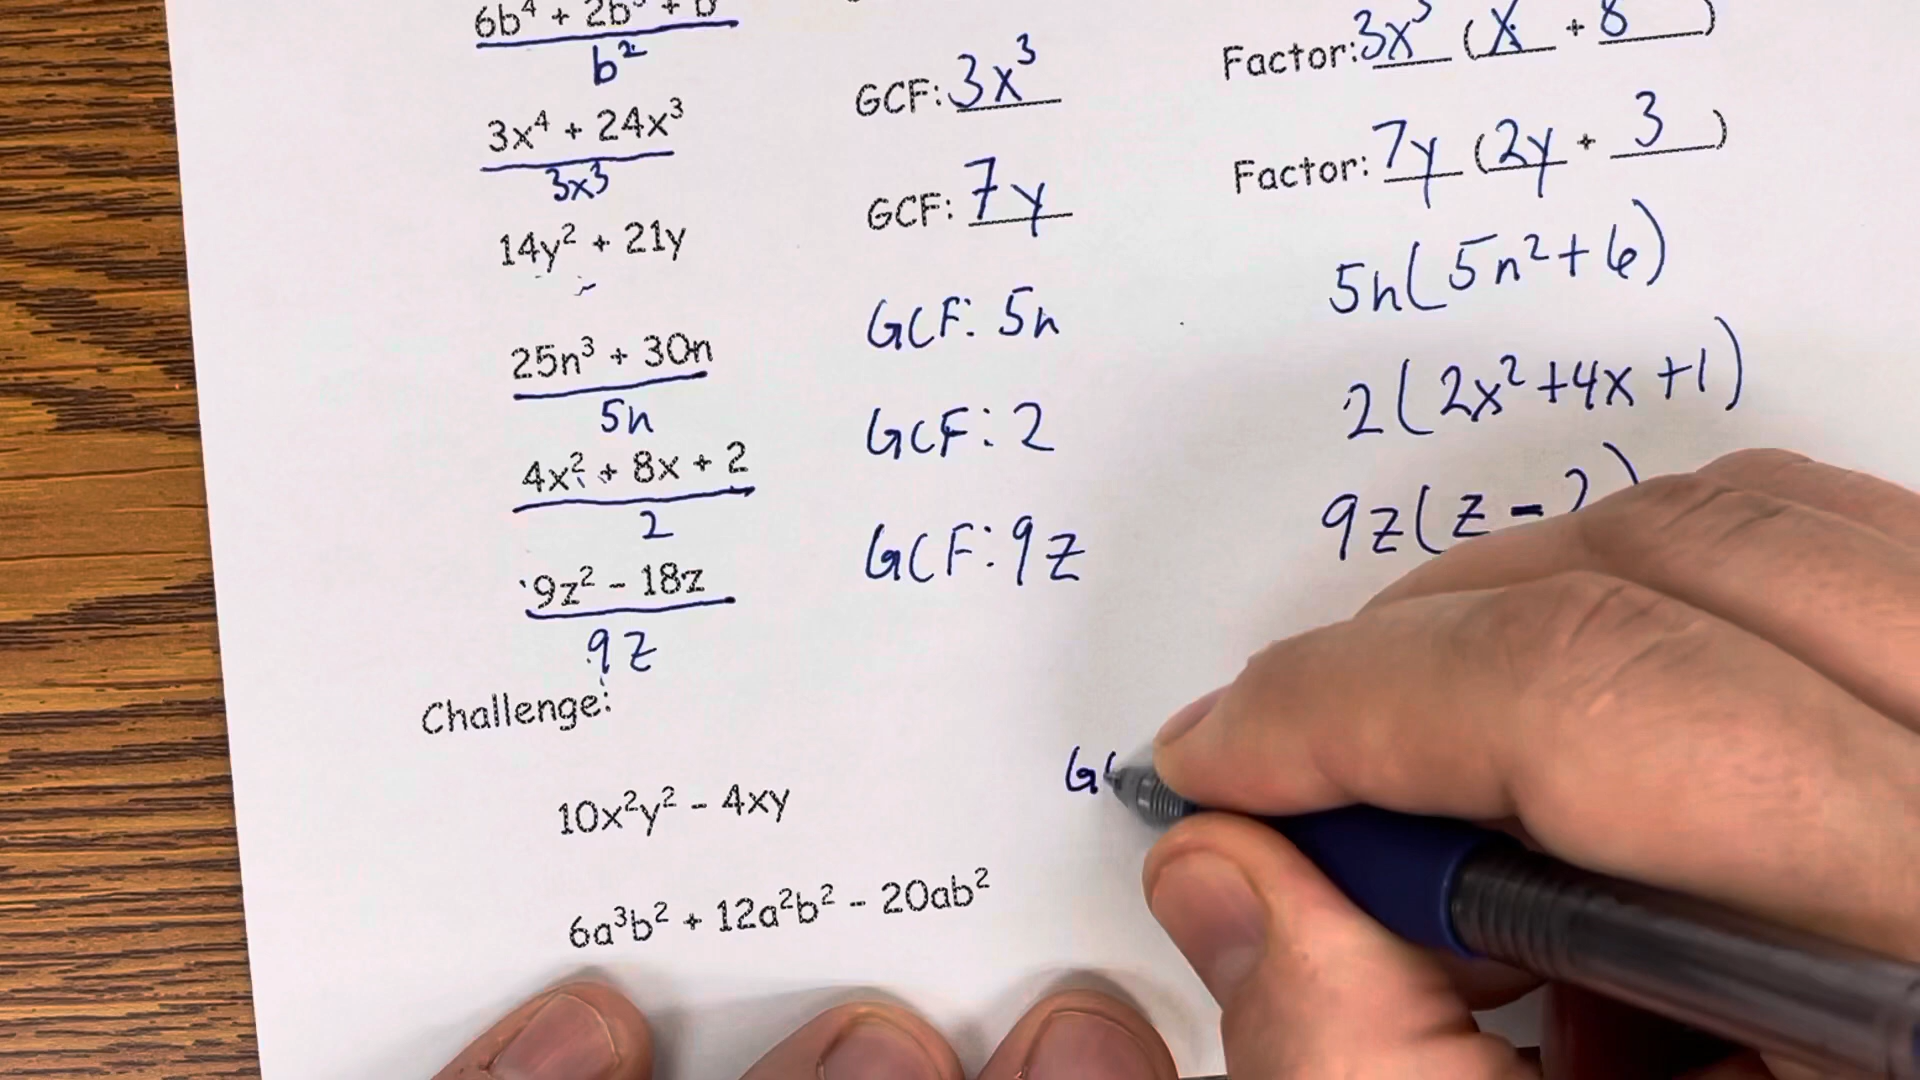 6b⁴ + 2b³ + b
b²
GCF: 3x³
Factor: 3x³ (x + 8)
3x⁴ + 24x³
3x³
GCF: 7y
Factor: 7y (2y + 3)
14y² + 21y
GCF: 5n
5n(5n²+6)
25n³ + 30n
5n
GCF: 2
2(2x²+4x+1)
4x² + 8x + 2
2
GCF: 9z
9z(z-2)
9z² - 18z
9z
Challenge:
10x²y² - 4xy
GC
6a³b² + 12a²b² - 20ab²